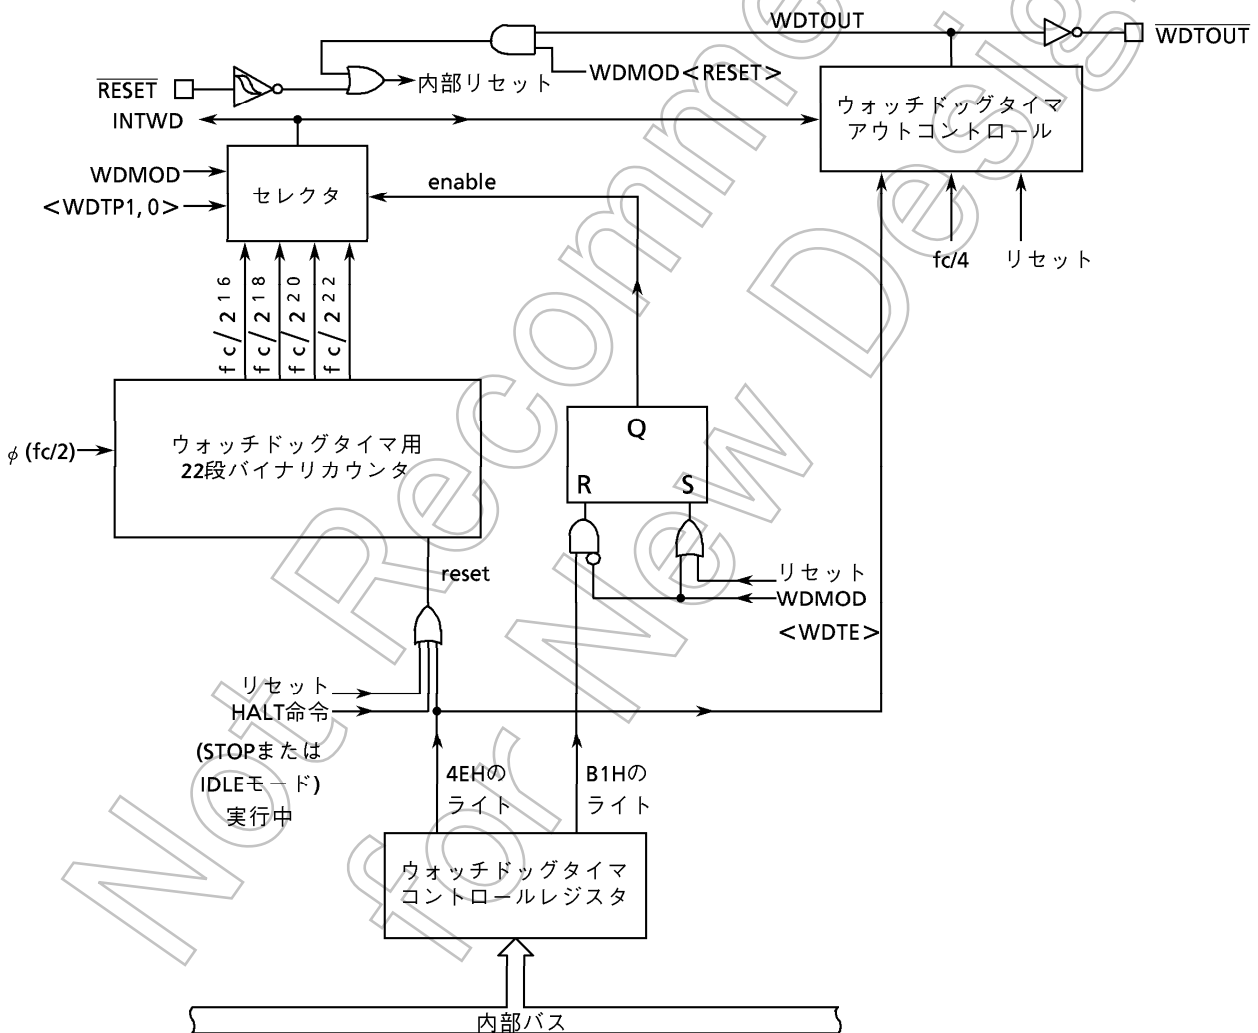 WDTOUT
WDTOUT
WDMOD<RESET>
RESET
内部リセット
INTWD
ウォッチドッグタイマ
アウトコントロール
WDMOD
<WDTP1, 0>
セレクタ
enable
fc/4
リセット
fc/216
fc/218
fc/220
fc/222
φ (fc/2)
ウォッチドッグタイマ用
22段バイナリカウンタ
Q
R
S
reset
リセット
WDMOD
<WDTE>
リセット
HALT命令
(STOPまたは
IDLEモード)
実行中
4EHの
ライト
B1Hの
ライト
ウォッチドッグタイマ
コントロールレジスタ
内部バス
Not Recommended
for New Design